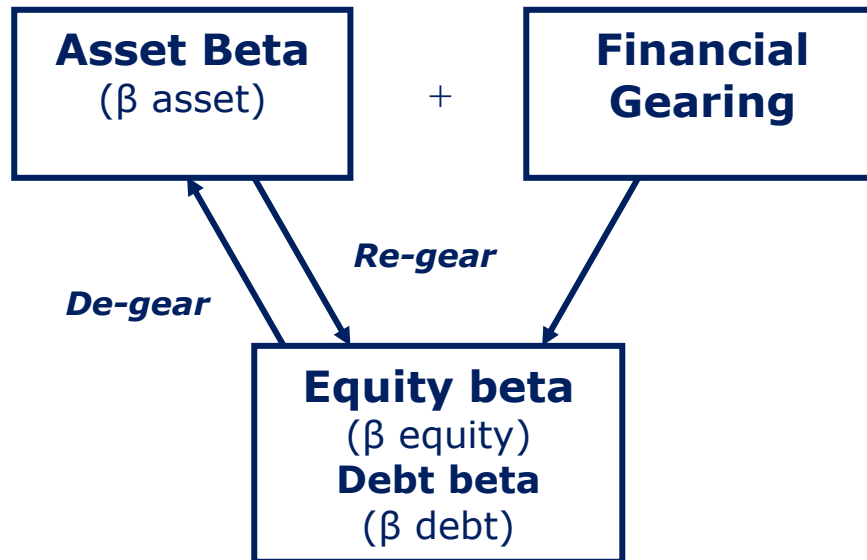 Asset Beta
(β asset)
+
Financial
Gearing
Re-gear
De-gear
Equity beta
(β equity)
Debt beta
(β debt)